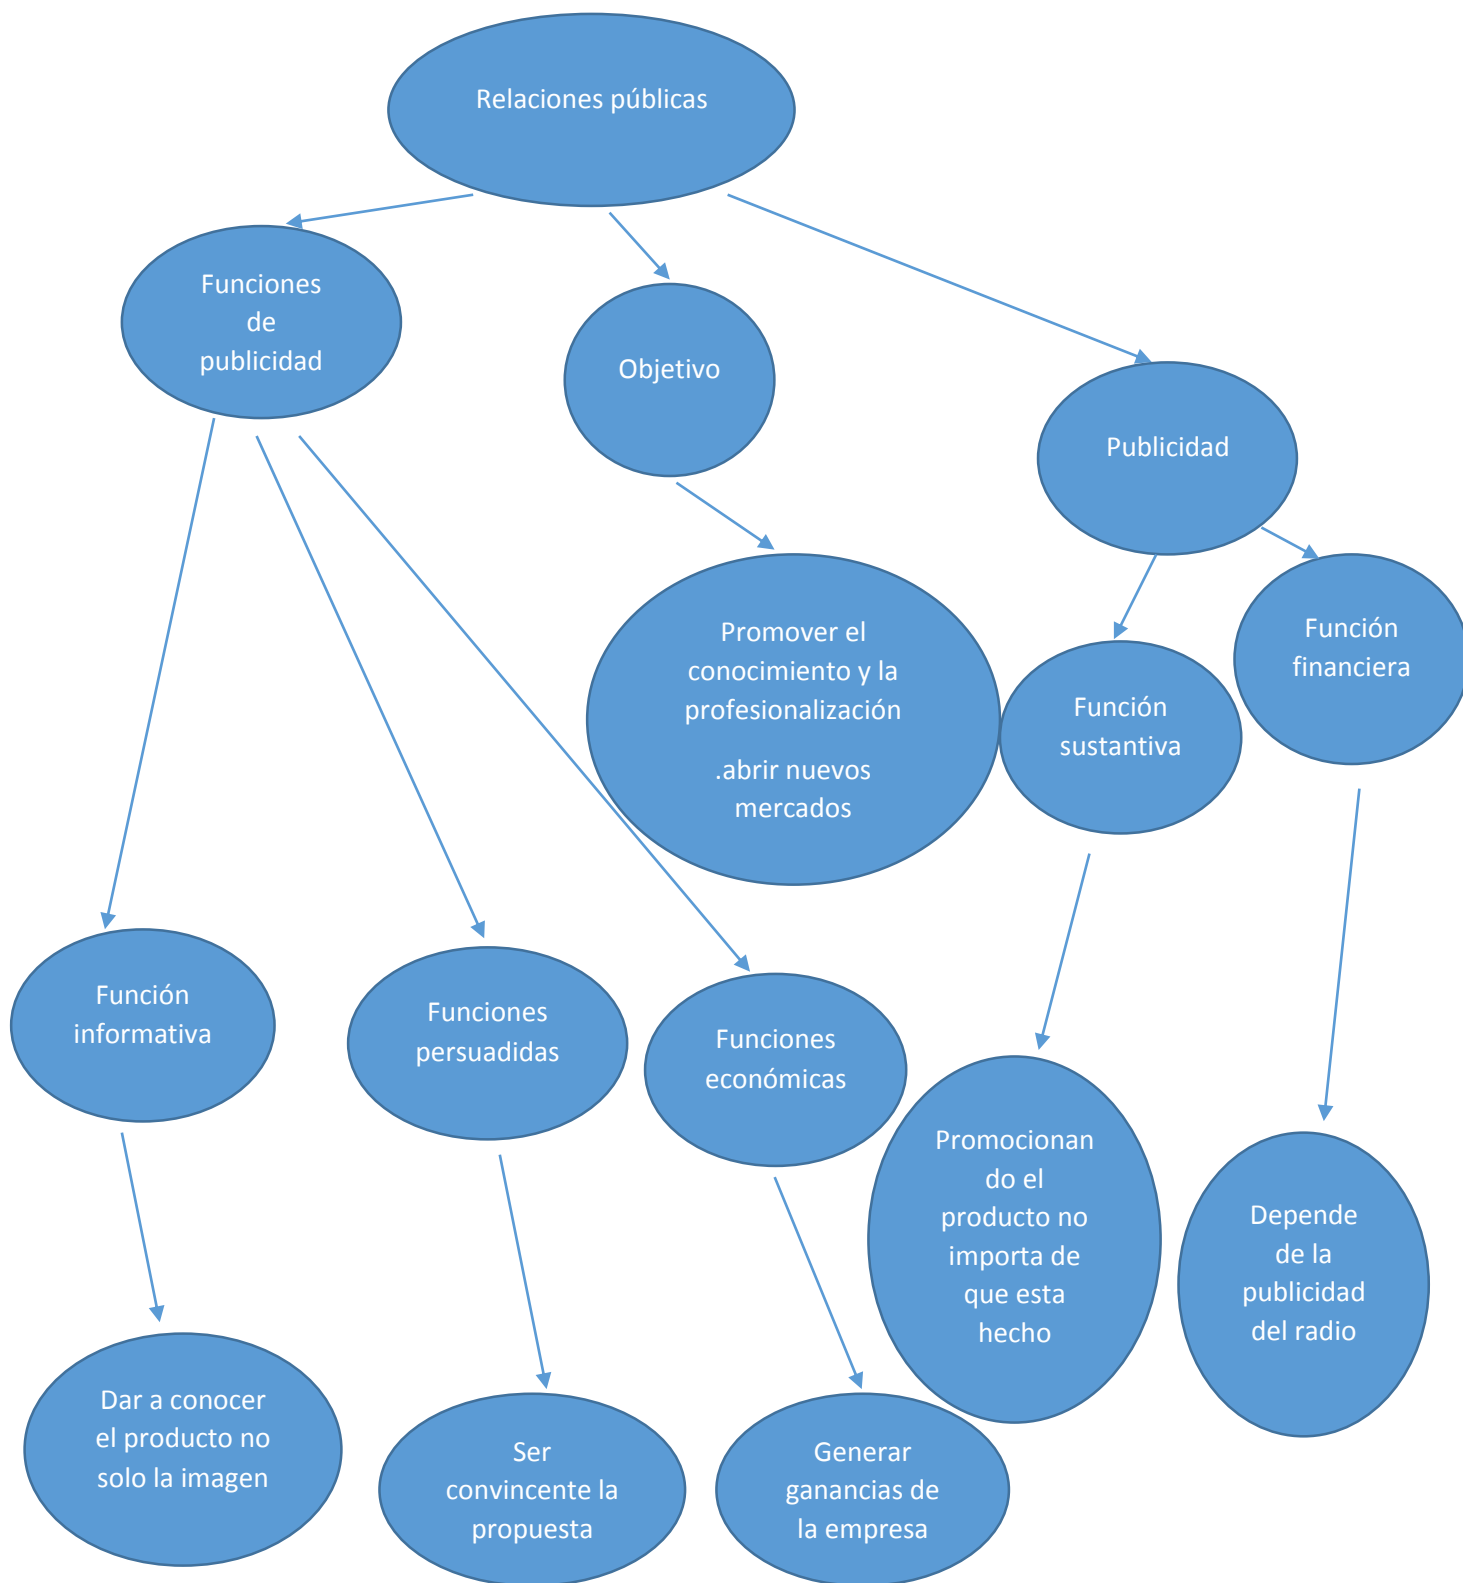 Relaciones públicas
Funciones
de
publicidad
Objetivo
Publicidad
Promover el
conocimiento y la
profesionalización
.abrir nuevos
mercados
Función
sustantiva
Función
financiera
Función
informativa
Funciones
persuadidas
Funciones
económicas
Promocionan
do el
producto no
importa de
que esta
hecho
Depende
de la
publicidad
del radio
Dar a conocer
el producto no
solo la imagen
Ser
convincente la
propuesta
Generar
ganancias de
la empresa